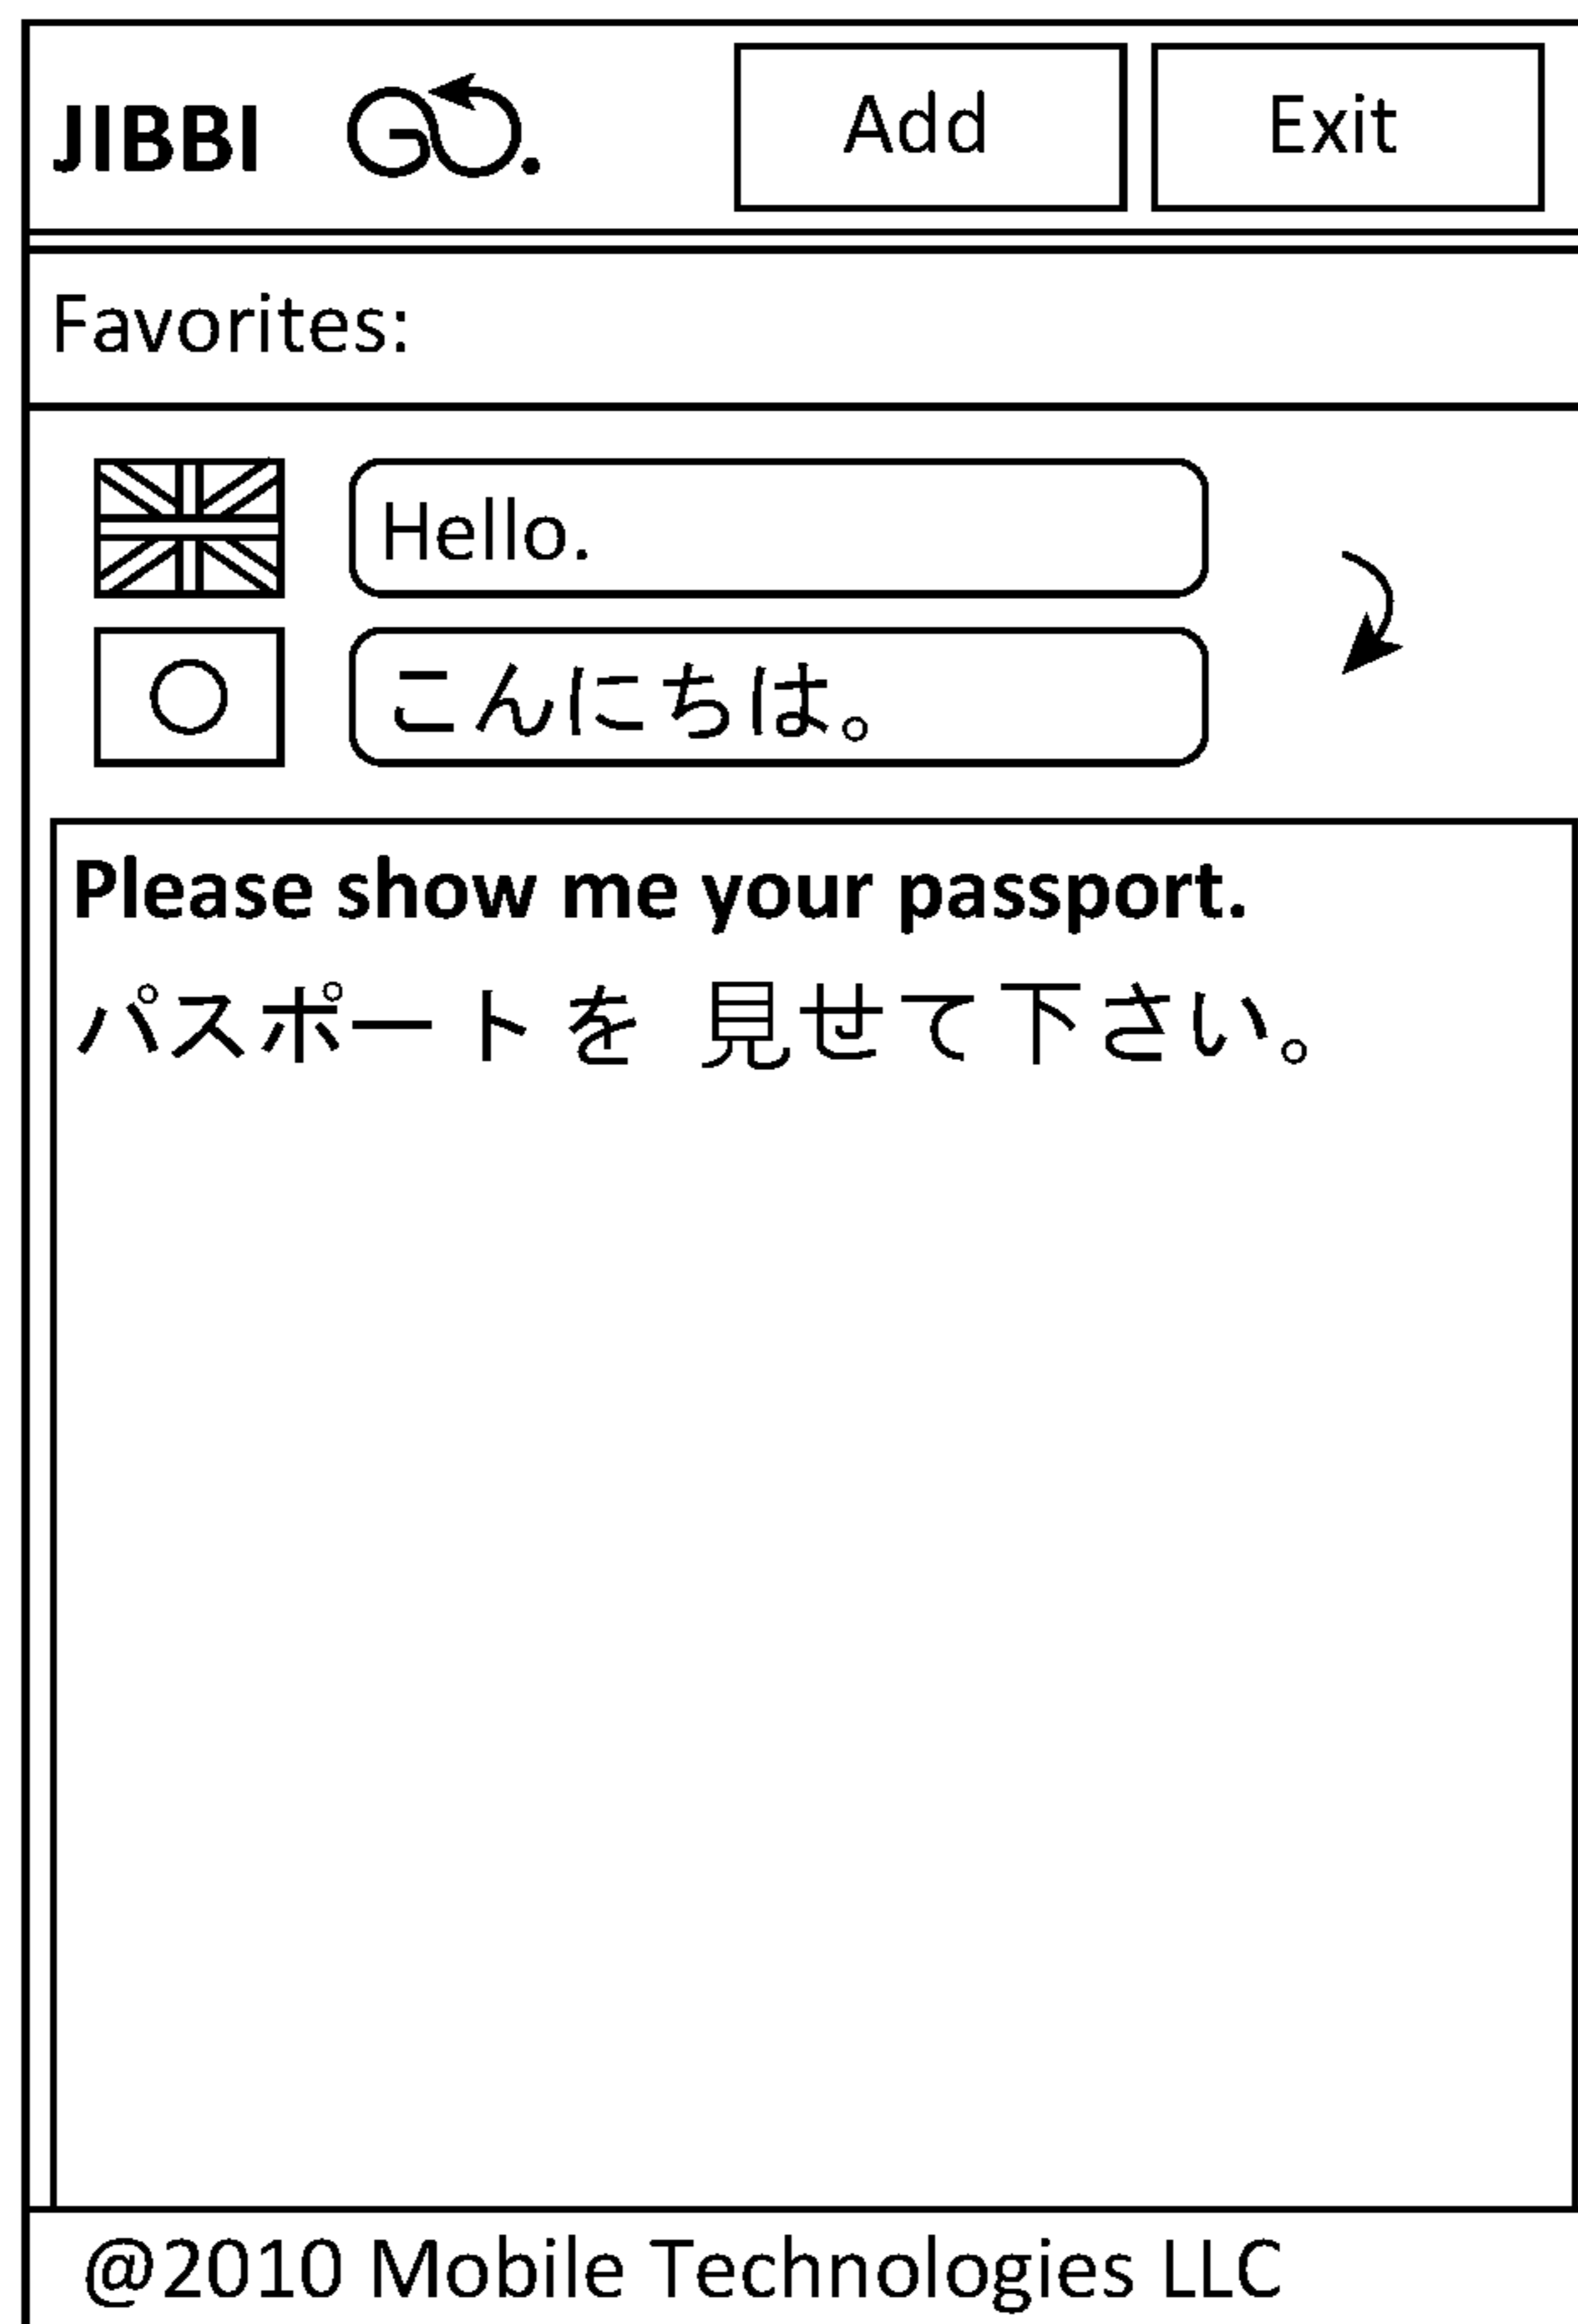 JIBBI GO. Add Exit
Favorites:
Hello.
こんにちは。
Please show me your passport.
パスポート を 見せて下さい。
@2010 Mobile Technologies LLC